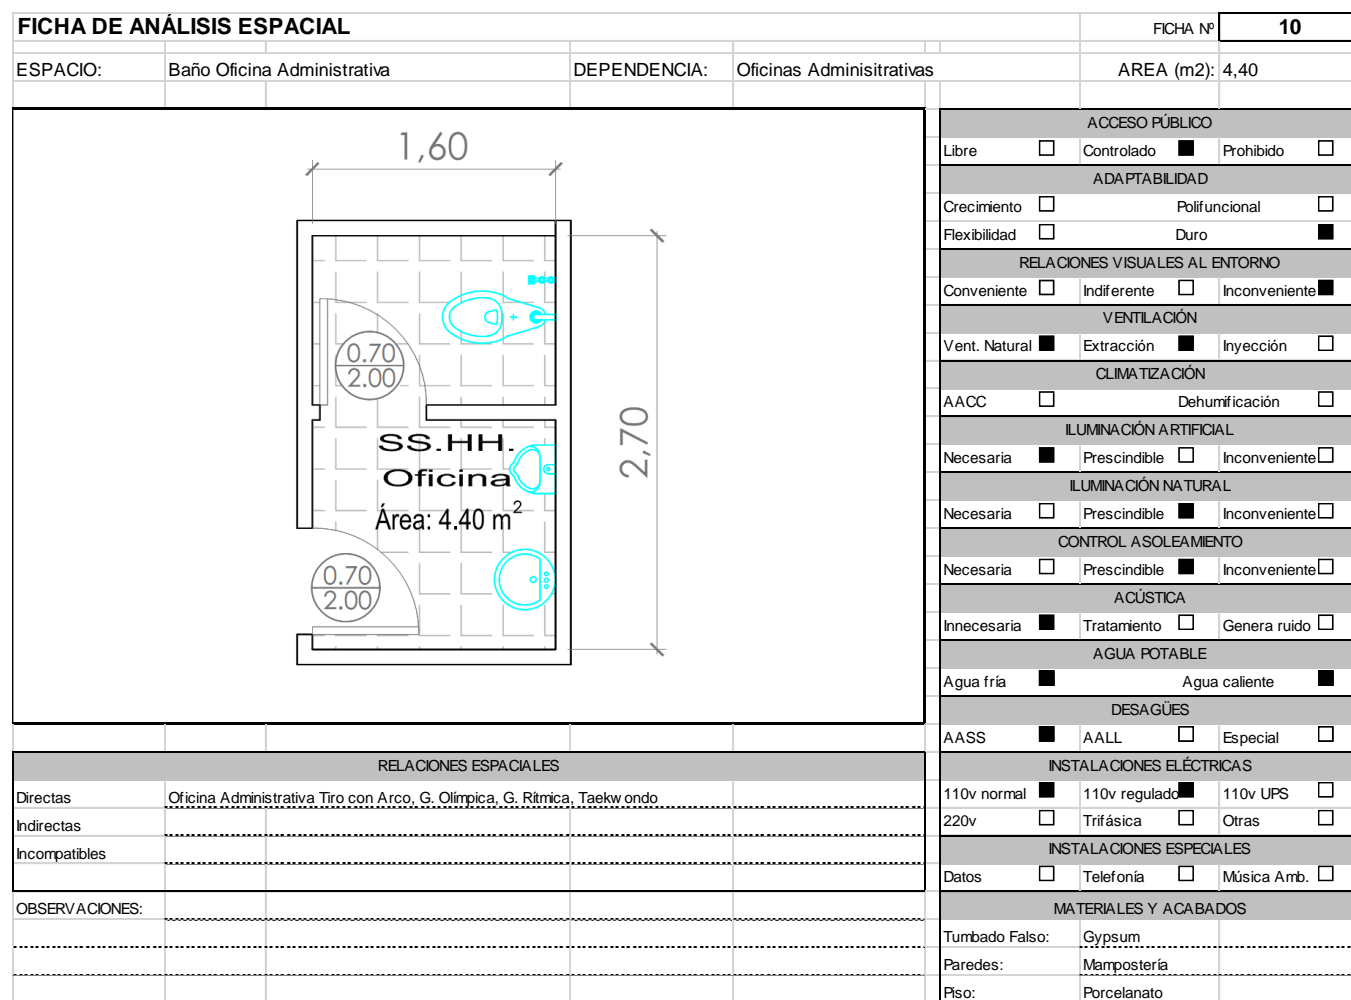 FICHA DE ANÁLISIS ESPACIAL FICHA Nº 10
ESPACIO: Baño Oficina Administrativa DEPENDENCIA: Oficinas Adminisitrativas AREA (m2): 4,40
1,60
0.70
2.00
2,70
SS.HH.
Oficina
Área: 4.40 m2
0.70
2.00
ACCESO PÚBLICO
Libre Controlado Prohibido
ADAPTABILIDAD
Crecimiento Polifuncional
Flexibilidad Duro
RELACIONES VISUALES AL ENTORNO
Conveniente Indiferente Inconveniente
VENTILACIÓN
Vent. Natural Extracción Inyección
CLIMATIZACIÓN
AACC Dehumificación
ILUMINACIÓN ARTIFICIAL
Necesaria Prescindible Inconveniente
ILUMINACIÓN NATURAL
Necesaria Prescindible Inconveniente
CONTROL ASOLEAMIENTO
Necesaria Prescindible Inconveniente
ACÚSTICA
Innecesaria Tratamiento Genera ruido
AGUA POTABLE
Agua fría Agua caliente
DESAGÜES
AASS AALL Especial
INSTALACIONES ELÉCTRICAS
110v normal 110v regulado 110v UPS
220v Trifásica Otras
INSTALACIONES ESPECIALES
Datos Telefonía Música Amb.
MATERIALES Y ACABADOS
Tumbado Falso: Gypsum
Paredes: Mampostería
Piso: Porcelanato
RELACIONES ESPACIALES
Directas Oficina Administrativa Tiro con Arco, G. Olímpica, G. Rítmica, Taekwondo
Indirectas
Incompatibles
OBSERVACIONES: